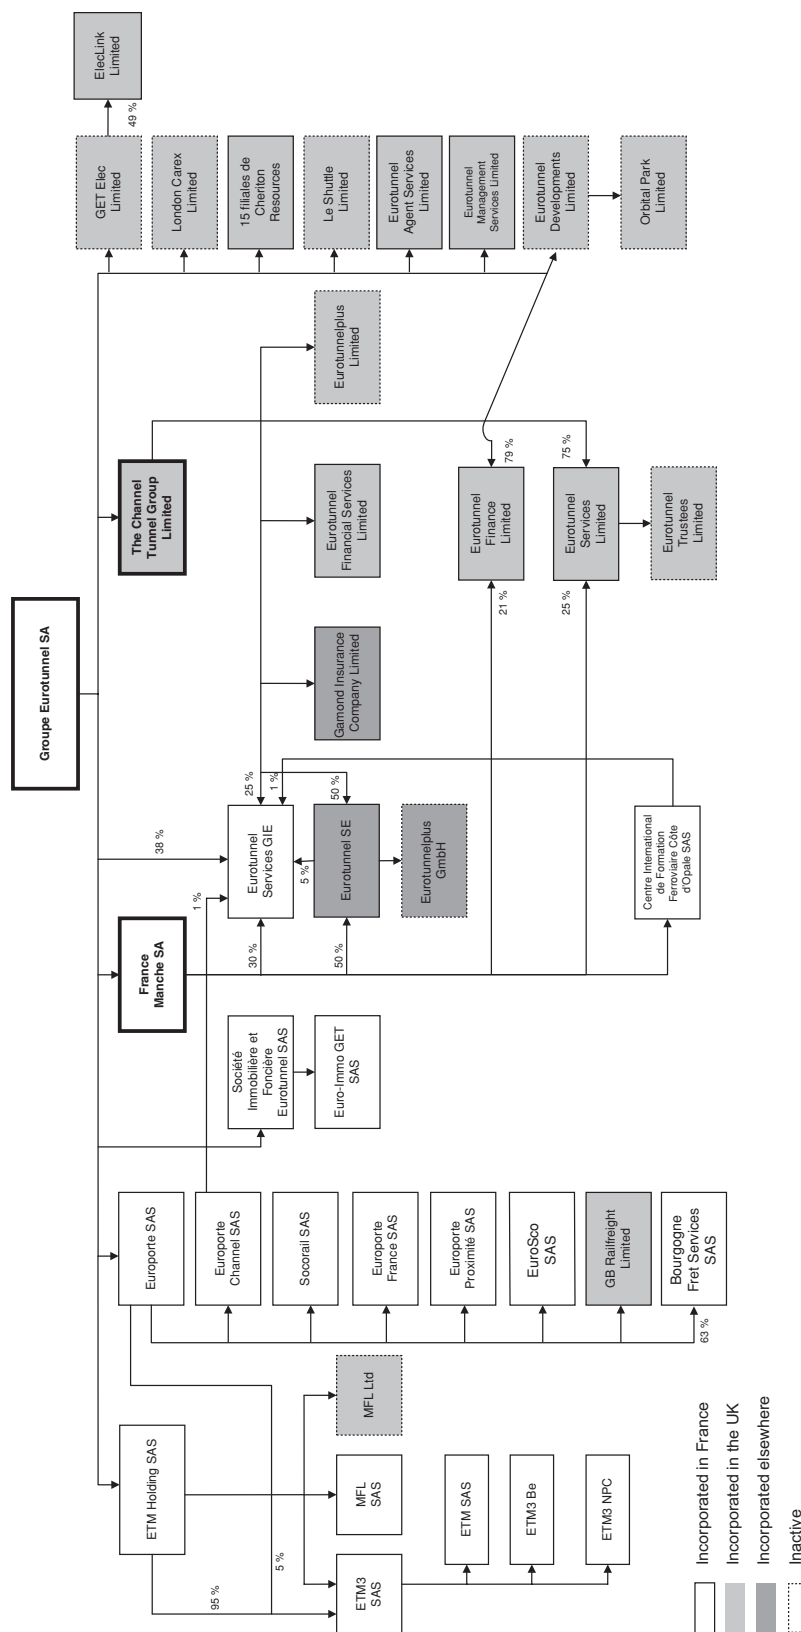 Groupe Eurotunnel SA
ETM Holding SAS
95 %
5 %
ETM3
SAS
MFL
SAS
MFL Ltd
ETM SAS
ETM3 Be
ETM3 NPC
Europorte SAS
Europorte
Channel SAS
Socorail SAS
Europorte
France SAS
Europorte
Proximité SAS
EuroSco
SAS
GB Railfreight
Limited
Bourgogne
Fret Services
SAS
63 %
Société
Immobilière et
Foncière
Eurotunnel SAS
Euro-Immo GET
SAS
France
Manche SA
1 %
38 %
30 %
25 %
1 %
Eurotunnel
Services GIE
5 %
50 %
50 %
Eurotunnel SE
Eurotunnelplus
GmbH
Centre International
de Formation
Ferroviaire Côte
d'Opale SAS
Gamond Insurance
Company Limited
Eurotunnel
Financial Services
Limited
Eurotunnelplus
Limited
The Channel
Tunnel Group
Limited
21 %
79 %
Eurotunnel
Finance
Limited
25 %
75 %
Eurotunnel
Services
Limited
Eurotunnel
Trustees
Limited
GET Elec
Limited
49 %
ElecLink
Limited
London Carex
Limited
15 filiales de
Cheriton
Resources
Le Shuttle
Limited
Eurotunnel
Agent Services
Limited
Eurotunnel
Management
Services Limited
Eurotunnel
Developments
Limited
Orbital Park
Limited
Incorporated in France
Incorporated in the UK
Incorporated elsewhere
Inactive